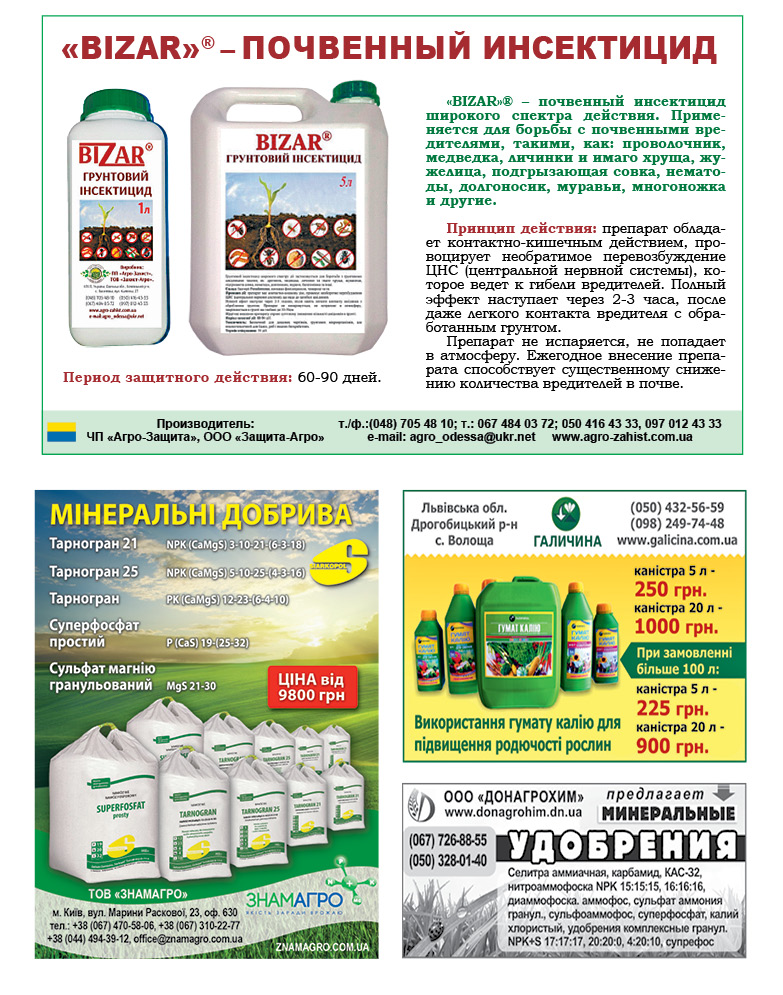 «BIZAR»® – ПОЧВЕННЫЙ ИНСЕКТИЦИД
BIZAR®
ГРУНТОВИЙ
ІНСЕКТИЦИД
1л
BIZAR®
ГРУНТОВИЙ ІНСЕКТИЦИД
5л
Период защитного действия: 60-90 дней.
«BIZAR»® – почвенный инсектицид
широкого спектра действия. Приме-
няется для борьбы с почвенными вре-
дителями, такими, как: проволочник,
медведка, личинки и имаго хруща, жу-
желица, подгрызающая совка, немато-
ды, долгоносик, муравьи, многоножка
и другие.
Принцип действия: препарат облада-
ет контактно-кишечным действием, про-
воцирует необратимое перевозбуждение
ЦНС (центральной нервной системы), ко-
торое ведет к гибели вредителей. Полный
эффект наступает через 2-3 часа, после
даже легкого контакта вредителя с обра-
ботанным грунтом.
Препарат не испаряется, не попадает
в атмосферу. Ежегодное внесение препа-
рата способствует существенному сниже-
нию количества вредителей в почве.
Производитель:
ЧП «Агро-Защита», ООО «Защита-Агро»
т./ф.:(048) 705 48 10; т.: 067 484 03 72; 050 416 43 33, 097 012 43 33
e-mail: agro_odessa@ukr.net www.agro-zahist.com.ua
МІНЕРАЛЬНІ ДОБРИВА
Тарногран 21 NPK (CaMgS) 3-10-21-(6-3-18)
Тарногран 25 NPK (CaMgS) 5-10-25-(4-3-16)
MARKOPOL
Тарногран PK (CaMgS) 12-23-(6-4-10)
Суперфосфат
простий P (CaS) 19-(25-32)
Сульфат магнію
гранульований MgS 21-30
ЦІНА від
9800 грн
SUPERFOSFAT
prosty
TARNOGRAN
TARNOGRAN 25
TARNOGRAN 21
ТОВ «ЗНАМАГРО»
м. Київ, вул. Марини Раскової, 23, оф. 630
тел.: +38 (067) 470-58-06, +38 (067) 310-22-77
+38 (044) 494-39-12, office@znamagro.com.ua
ЗНАМАГРО
ЯКІСТЬ ЗАРАДИ ВРОЖАЮ
ZNAMAGRO.COM.UA
Львівська обл.
Дрогобицький р-н
с. Волоща
ГАЛИЧИНА
(050) 432-56-59
(098) 249-74-48
www.galicina.com.ua
ГУМАТ КАЛІЮ
каністра 5 л -
250 грн.
каністра 20 л -
1000 грн.
При замовленні
більше 100 л:
каністра 5 л -
225 грн.
каністра 20 л -
900 грн.
Використання гумату калію для
підвищення родючості рослин
ООО «ДОНАГРОХИМ»
www.donagrohim.dn.ua
предлагает
МИНЕРАЛЬНЫЕ
УДОБРЕНИЯ
(067) 726-88-55
(050) 328-01-40
Селитра аммиачная, карбамид, КАС-32,
нитроаммофоска NPK 15:15:15, 16:16:16,
диаммофоска. аммофос, сульфат аммония
гранул., сульфоаммофос, суперфосфат, калий
хлористый, удобрения комплексные гранул.
NPK+S 17:17:17, 20:20:0, 4:20:10, супрефос